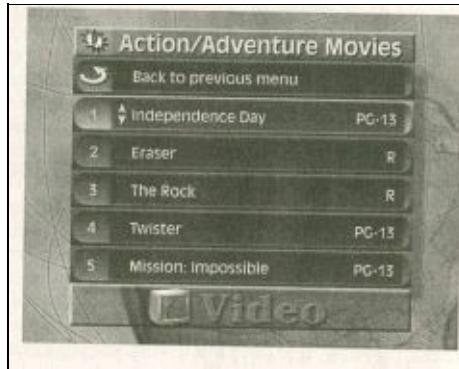 Action/Adventure Movies
Back to previous menu
1 Independence Day PG-13
2 Eraser R
3 The Rock R
4 Twister PG-13
5 Mission: Impossible PG-13
Video